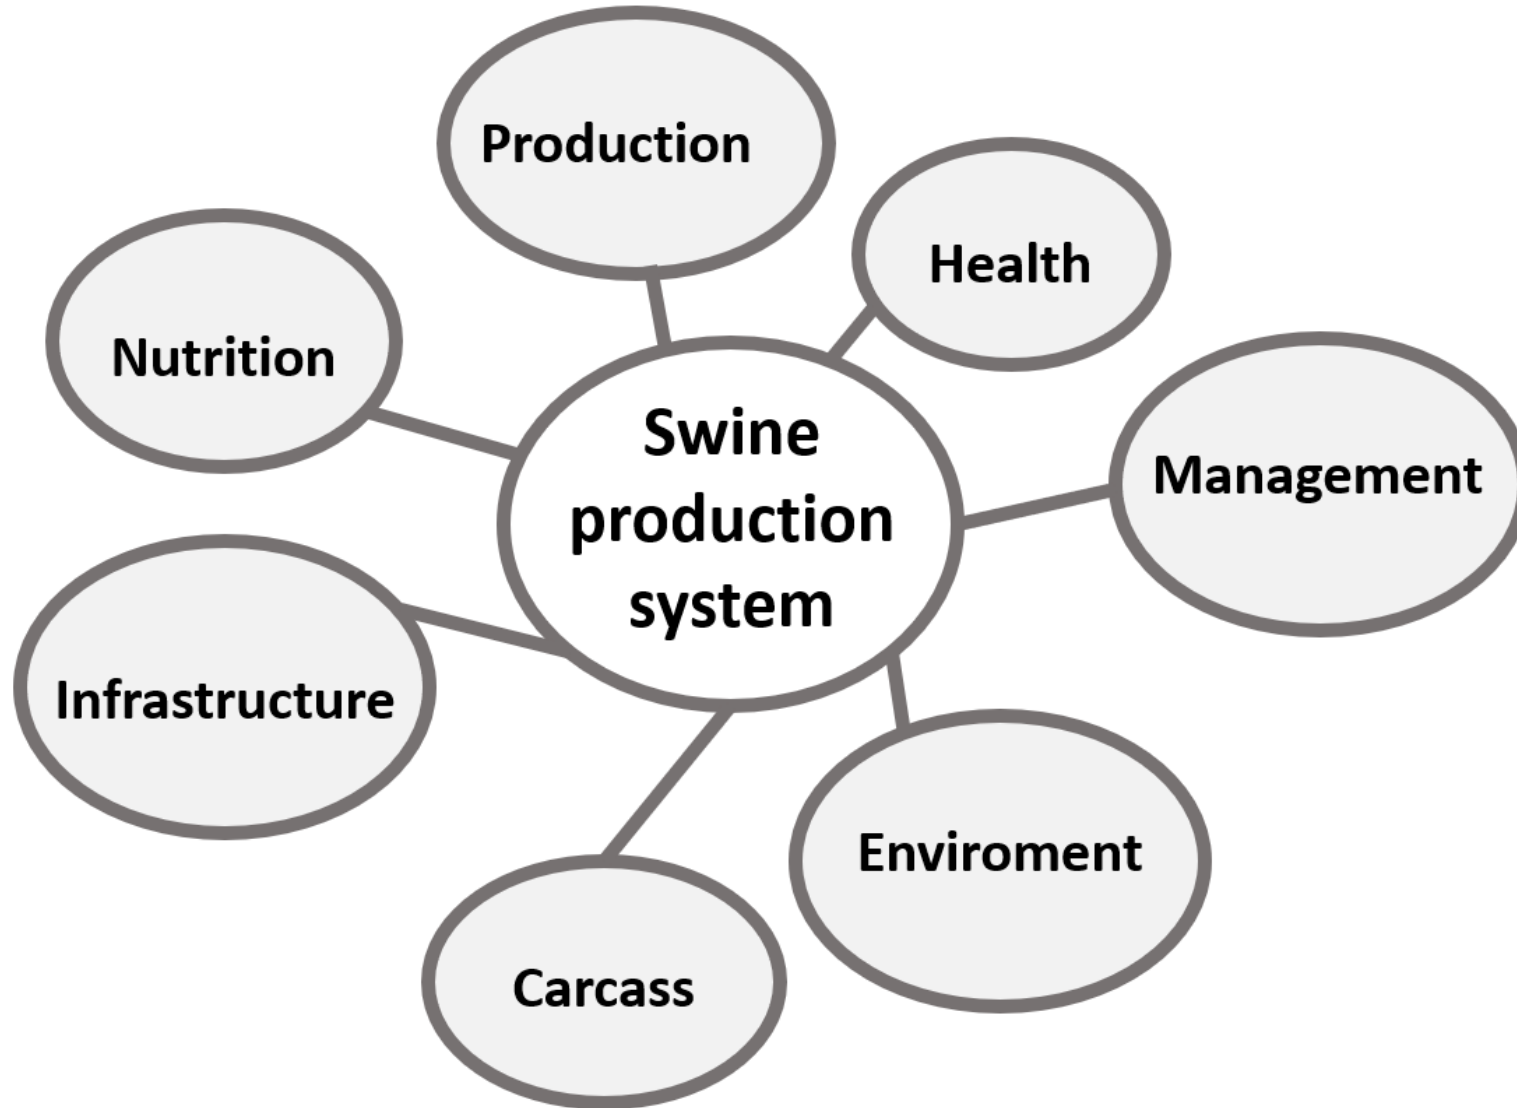 Production
Health
Nutrition
Management
Swine
production
system
Infrastructure
Enviroment
Carcass